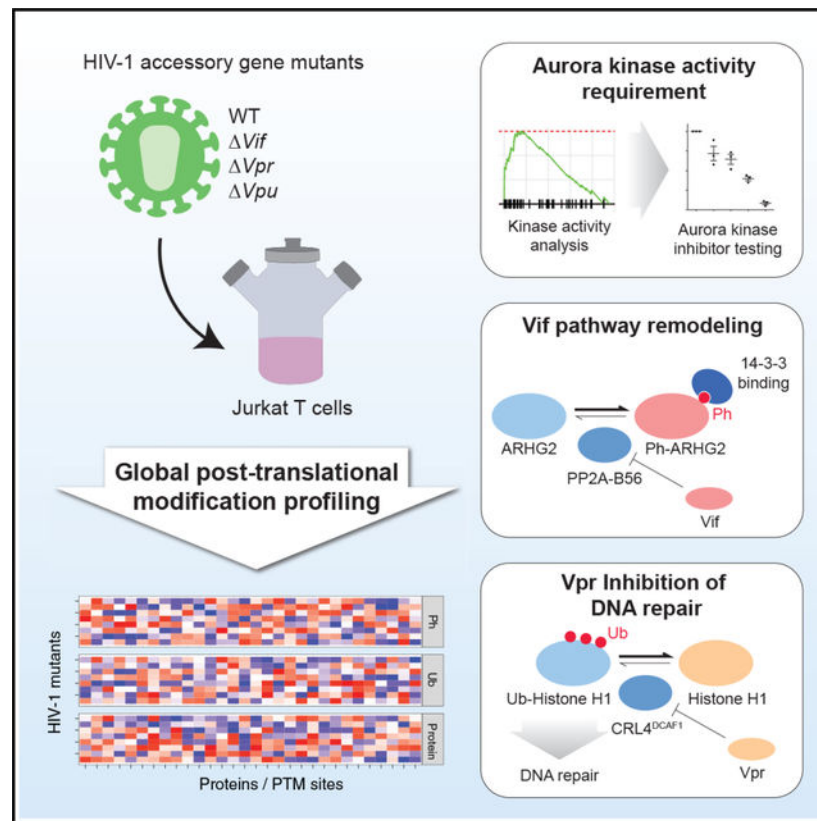 HIV-1 accessory gene mutants
WT
ΔVif
ΔVpr
ΔVpu
Jurkat T cells
Global post-translational
modification profiling
HIV-1 mutants
Ph
Ub
Protein
Proteins / PTM sites
Aurora kinase activity
requirement
Kinase activity
analysis
Aurora kinase
inhibitor testing
Vif pathway remodeling
14-3-3
binding
Ph
ARHG2
Ph-ARHG2
PP2A-B56
Vif
Vpr Inhibition of
DNA repair
Ub
Ub-Histone H1
Histone H1
CRL4DCAF1
DNA repair
Vpr